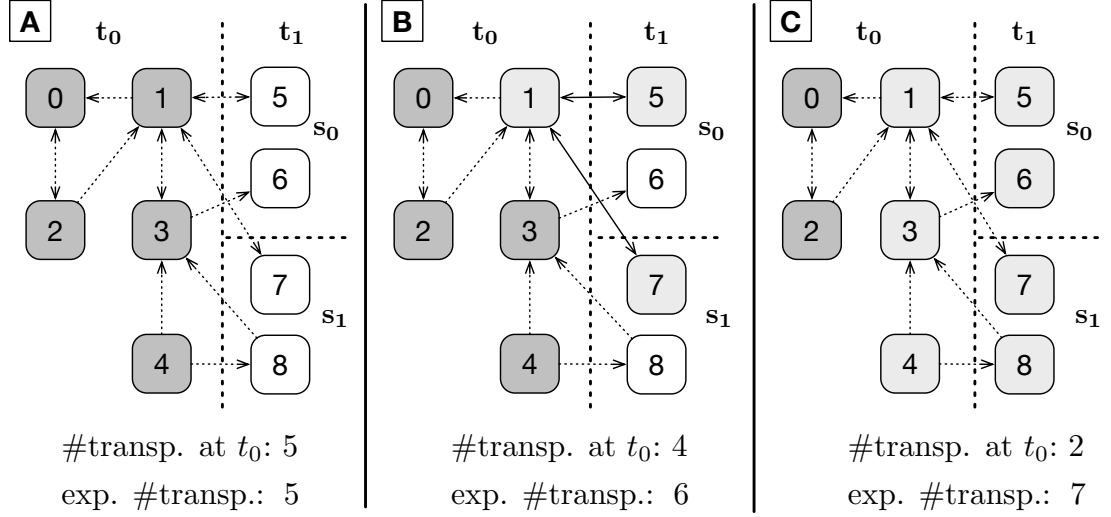 A
t0 t1
0 1 5
s0
6
2 3
7
s1
4 8
#transp. at t0: 5
exp. #transp.: 5
B
t0 t1
0 1 5
s0
6
2 3
7
s1
4 8
#transp. at t0: 4
exp. #transp.: 6
C
t0 t1
0 1 5
s0
6
2 3
7
s1
4 8
#transp. at t0: 2
exp. #transp.: 7